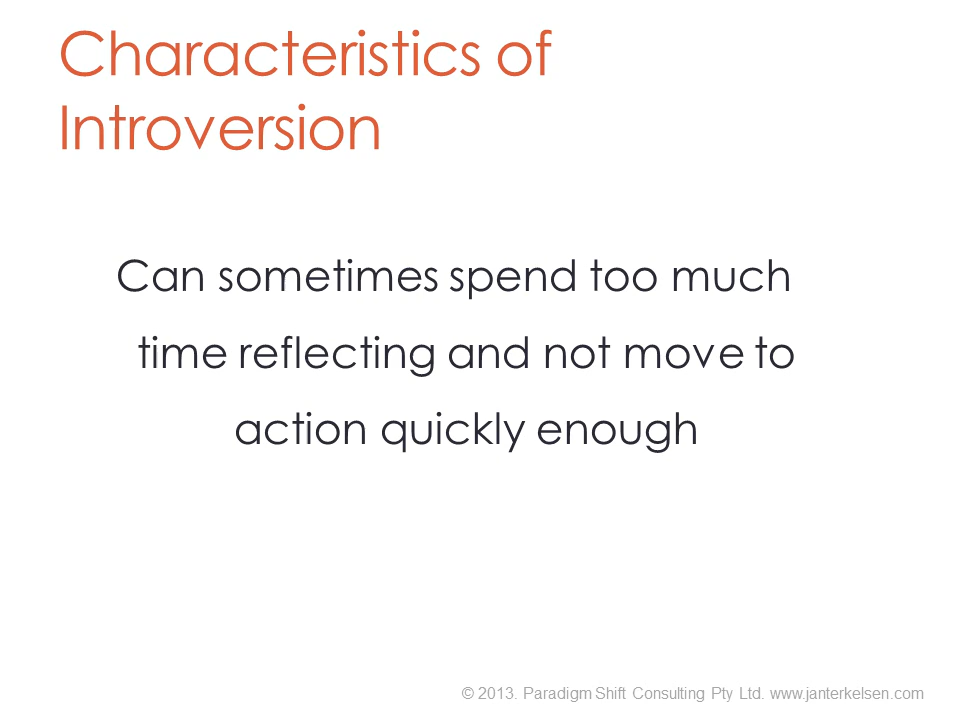 Characteristics of
Introversion
Can sometimes spend too much
time reflecting and not move to
action quickly enough
© 2013. Paradigm Shift Consulting Pty Ltd. www.janterkelsen.com